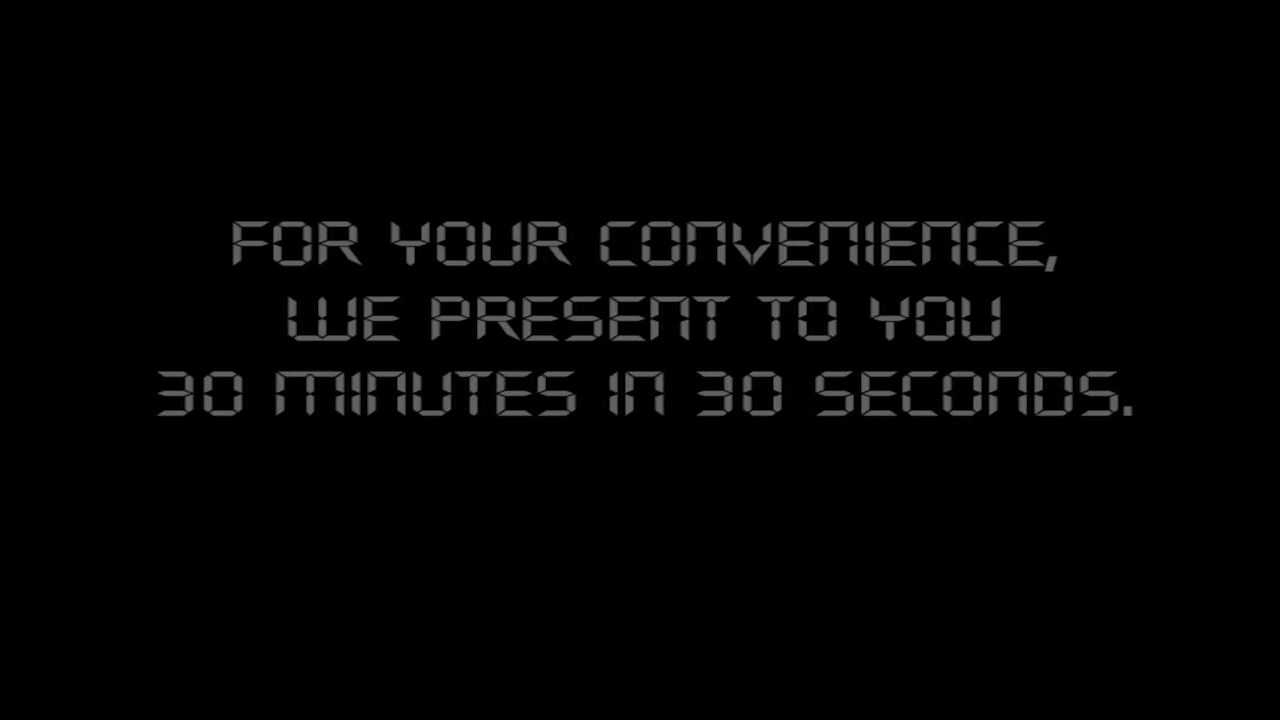 FOR YOUR CONVENIENCE,
WE PRESENT TO YOU
30 MINUTES IN 30 SECONDS.